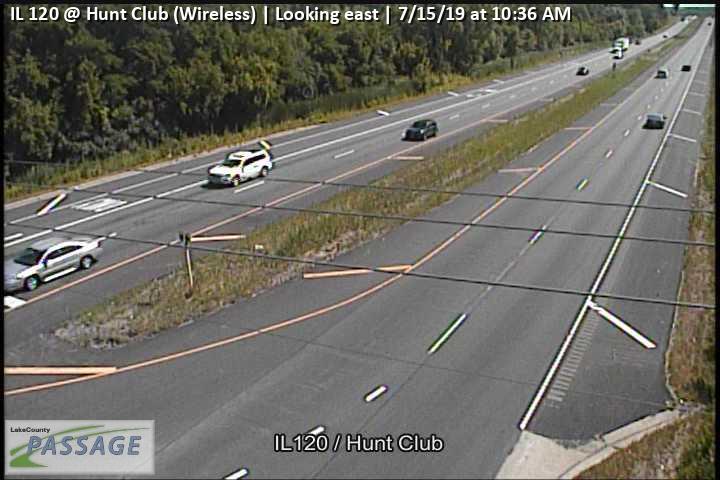 IL 120 @ Hunt Club (Wireless) | Looking east | 7/15/19 at 10:36 AM
IL120 / Hunt Club
LakeCounty
PASSAGE